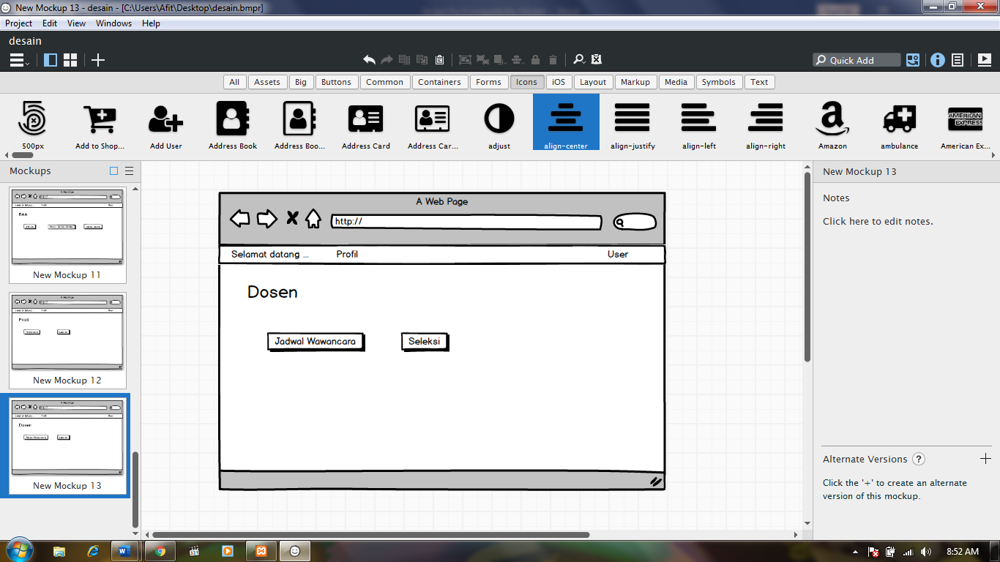 New Mockup 13 - desain - [C:\Users\Afit\Desktop\desain.bmpr]
Project Edit View Windows Help
desain
Quick Add
All Assets Big Buttons Common Containers Forms Icons iOS Layout Markup Media Symbols Text
500px Add to Shop... Add User Address Book Address Boo... Address Card Address Car... adjust align-center align-justify align-left align-right Amazon ambulance American Ex...
AMERICAN EXPRESS
Mockups
BAA
New Mockup 11
Prodi
New Mockup 12
Dosen
New Mockup 13
A Web Page
http://
Selamat datang ... Profil User
Dosen
Jadwal Wawancara Seleksi
New Mockup 13
Notes
Click here to edit notes.
Alternate Versions ?
Click the '+' to create an alternate
version of this mockup.
8:52 AM